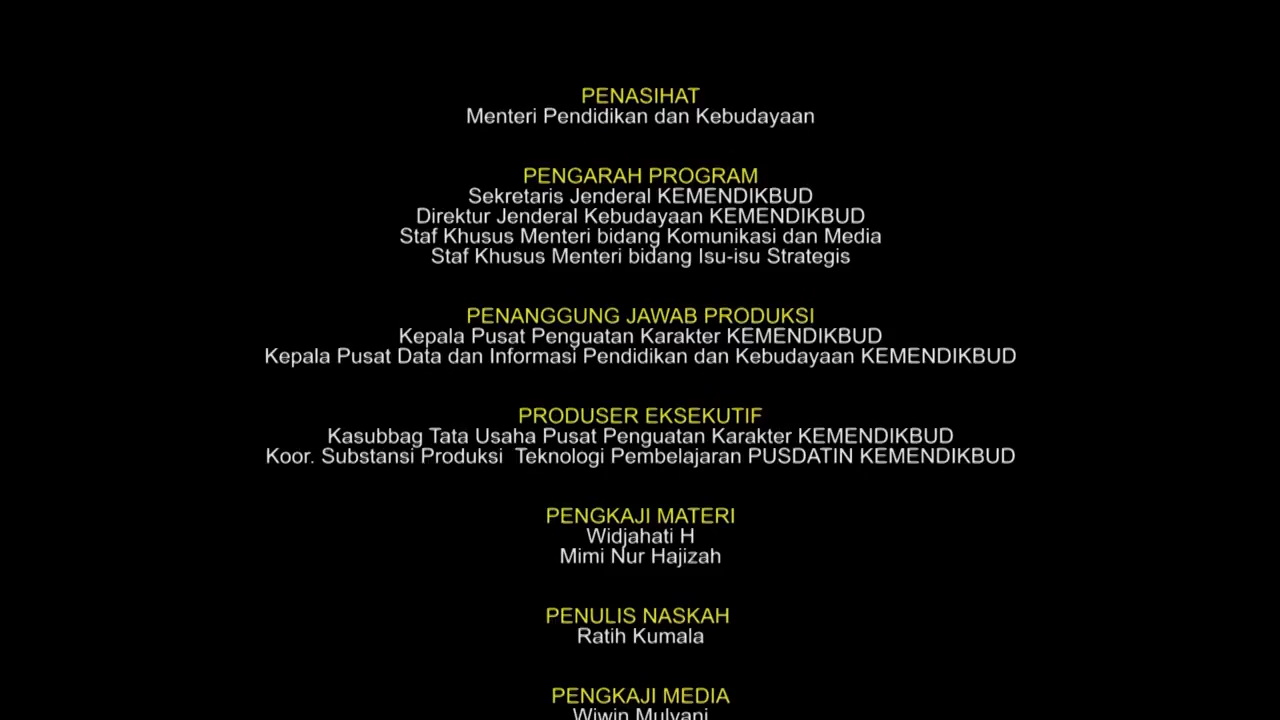 PENASIHAT
Menteri Pendidikan dan Kebudayaan
PENGARAH PROGRAM
Sekretaris Jenderal KEMENDIKBUD
Direktur Jenderal Kebudayaan KEMENDIKBUD
Staf Khusus Menteri bidang Komunikasi dan Media
Staf Khusus Menteri bidang Isu-isu Strategis
PENANGGUNG JAWAB PRODUKSI
Kepala Pusat Penguatan Karakter KEMENDIKBUD
Kepala Pusat Data dan Informasi Pendidikan dan Kebudayaan KEMENDIKBUD
PRODUSER EKSEKUTIF
Kasubbag Tata Usaha Pusat Penguatan Karakter KEMENDIKBUD
Koor. Substansi Produksi  Teknologi Pembelajaran PUSDATIN KEMENDIKBUD
PENGKAJI MATERI
Widjahati H
Mimi Nur Hajizah
PENULIS NASKAH
Ratih Kumala
PENGKAJI MEDIA
Wiwin Mulyani